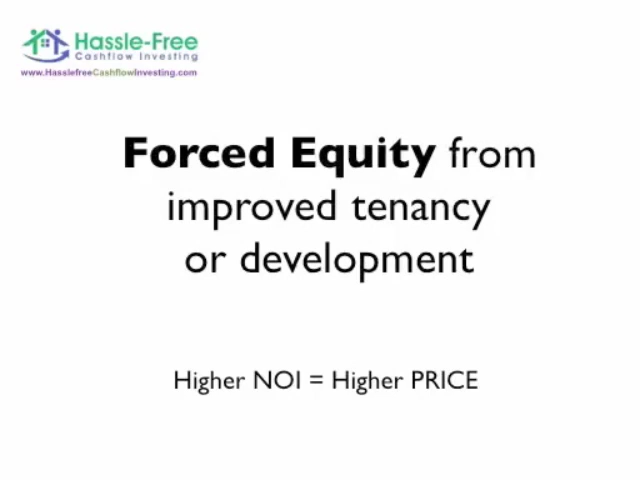 Hassle-Free
Cashflow Investing
www.HasslefreeCashflowInvesting.com
Forced Equity from
improved tenancy
or development
Higher NOI = Higher PRICE